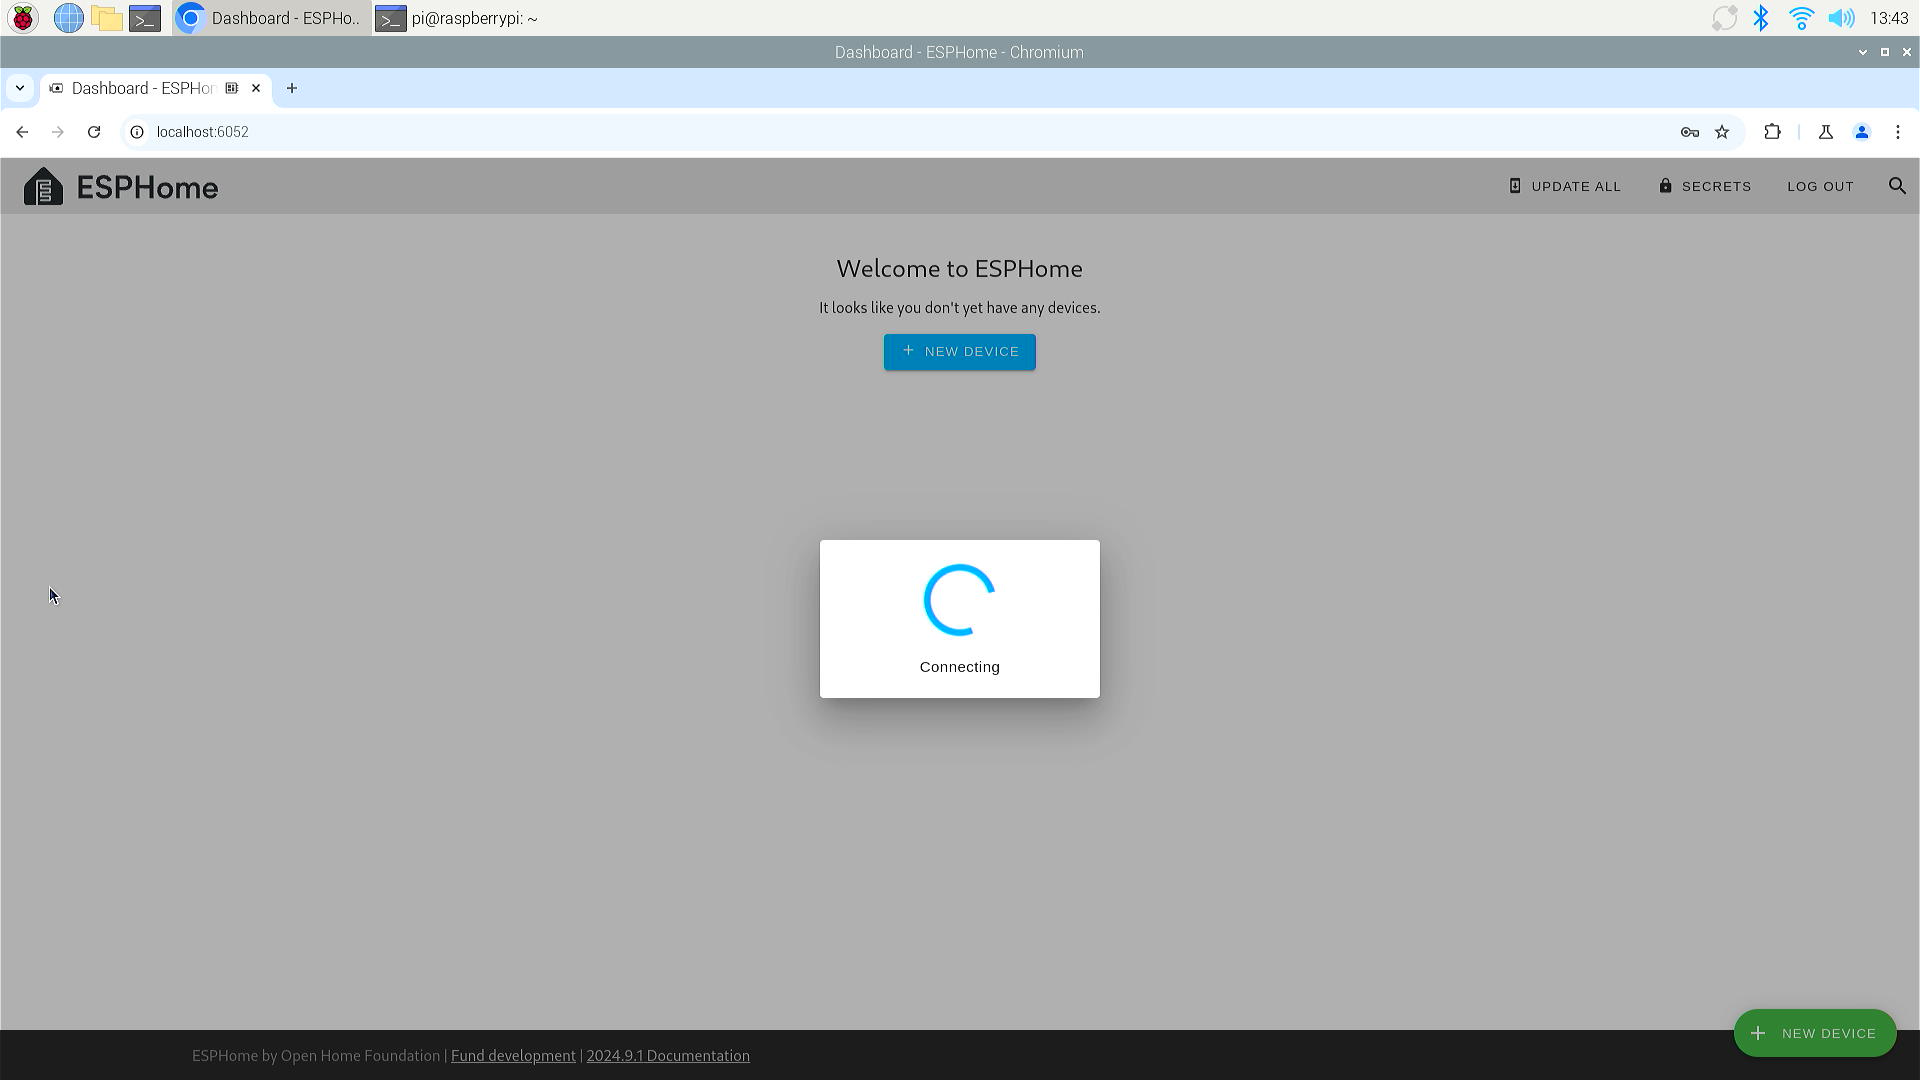 Dashboard - ESPHo..
pi@raspberrypi: ~
13:43
Dashboard - ESPHome - Chromium
Dashboard - ESPHom
localhost:6052
ESPHome
UPDATE ALL
SECRETS
LOG OUT
Welcome to ESPHome
It looks like you don't yet have any devices.
+ NEW DEVICE
Connecting
+ NEW DEVICE
ESPHome by Open Home Foundation | Fund development | 2024.9.1 Documentation